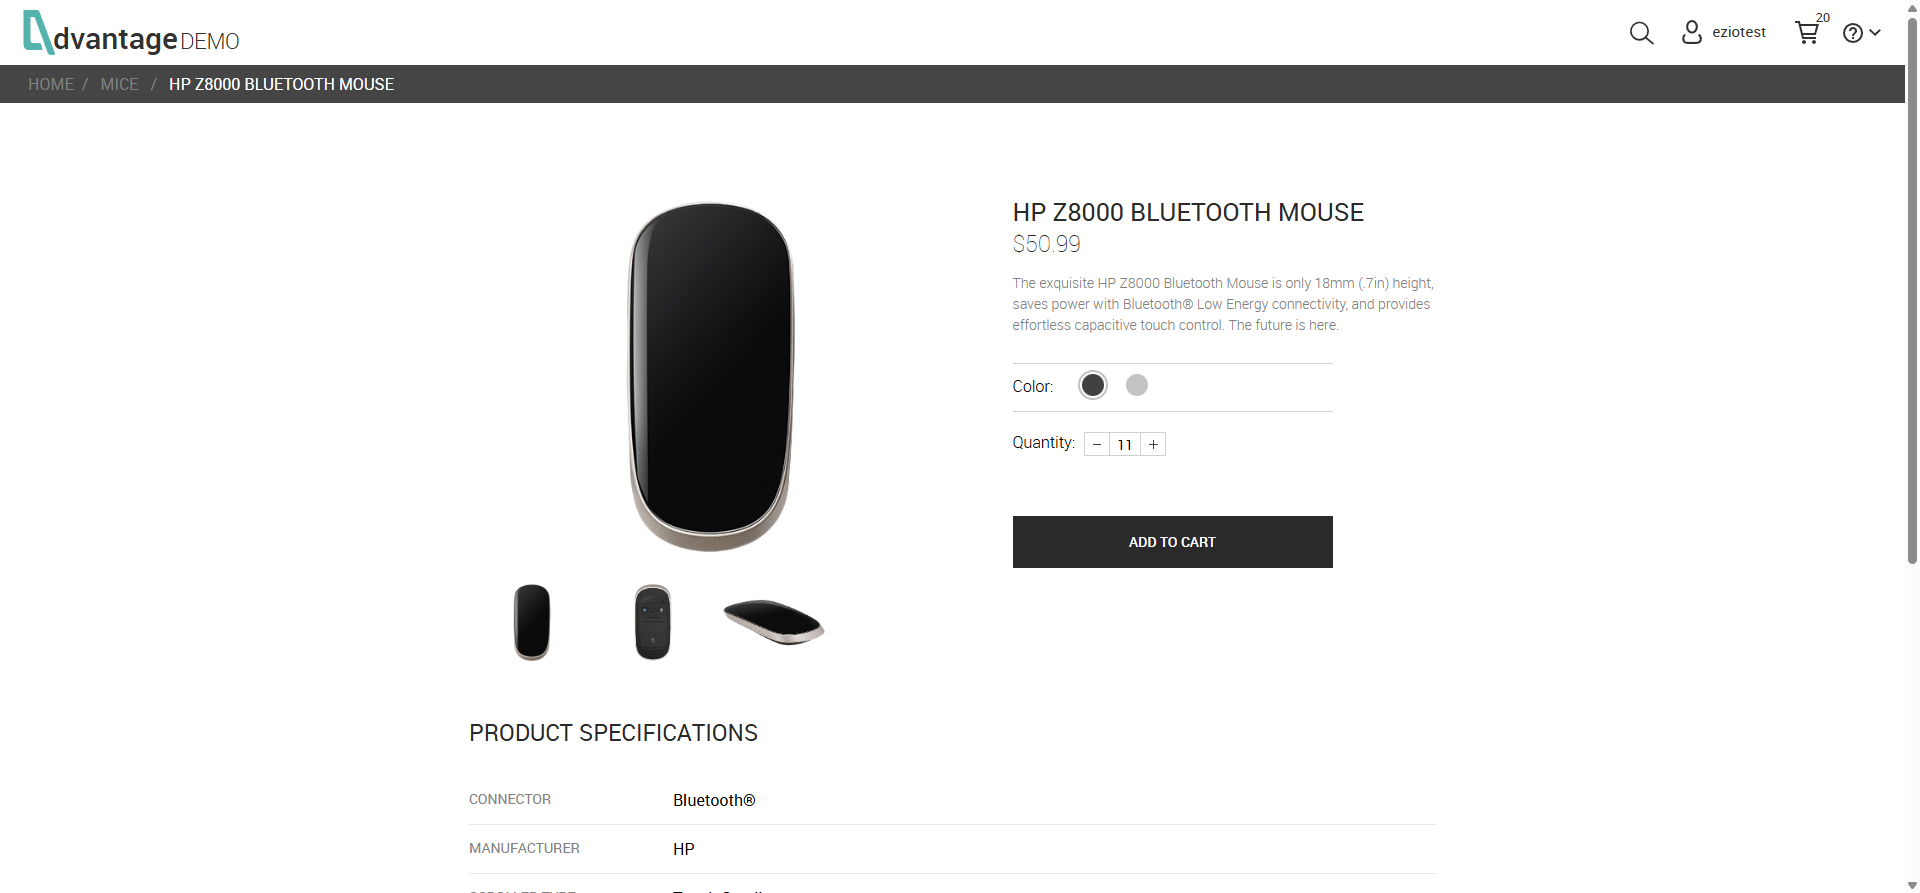 dvantage DEMO
eziotest
20
HOME / MICE / HP Z8000 BLUETOOTH MOUSE
HP Z8000 BLUETOOTH MOUSE
$50.99
The exquisite HP Z8000 Bluetooth Mouse is only 18mm (.7in) height,
saves power with Bluetooth® Low Energy connectivity, and provides
effortless capacitive touch control. The future is here.
Color:
Quantity: − 11 +
ADD TO CART
PRODUCT SPECIFICATIONS
CONNECTOR Bluetooth®
MANUFACTURER HP